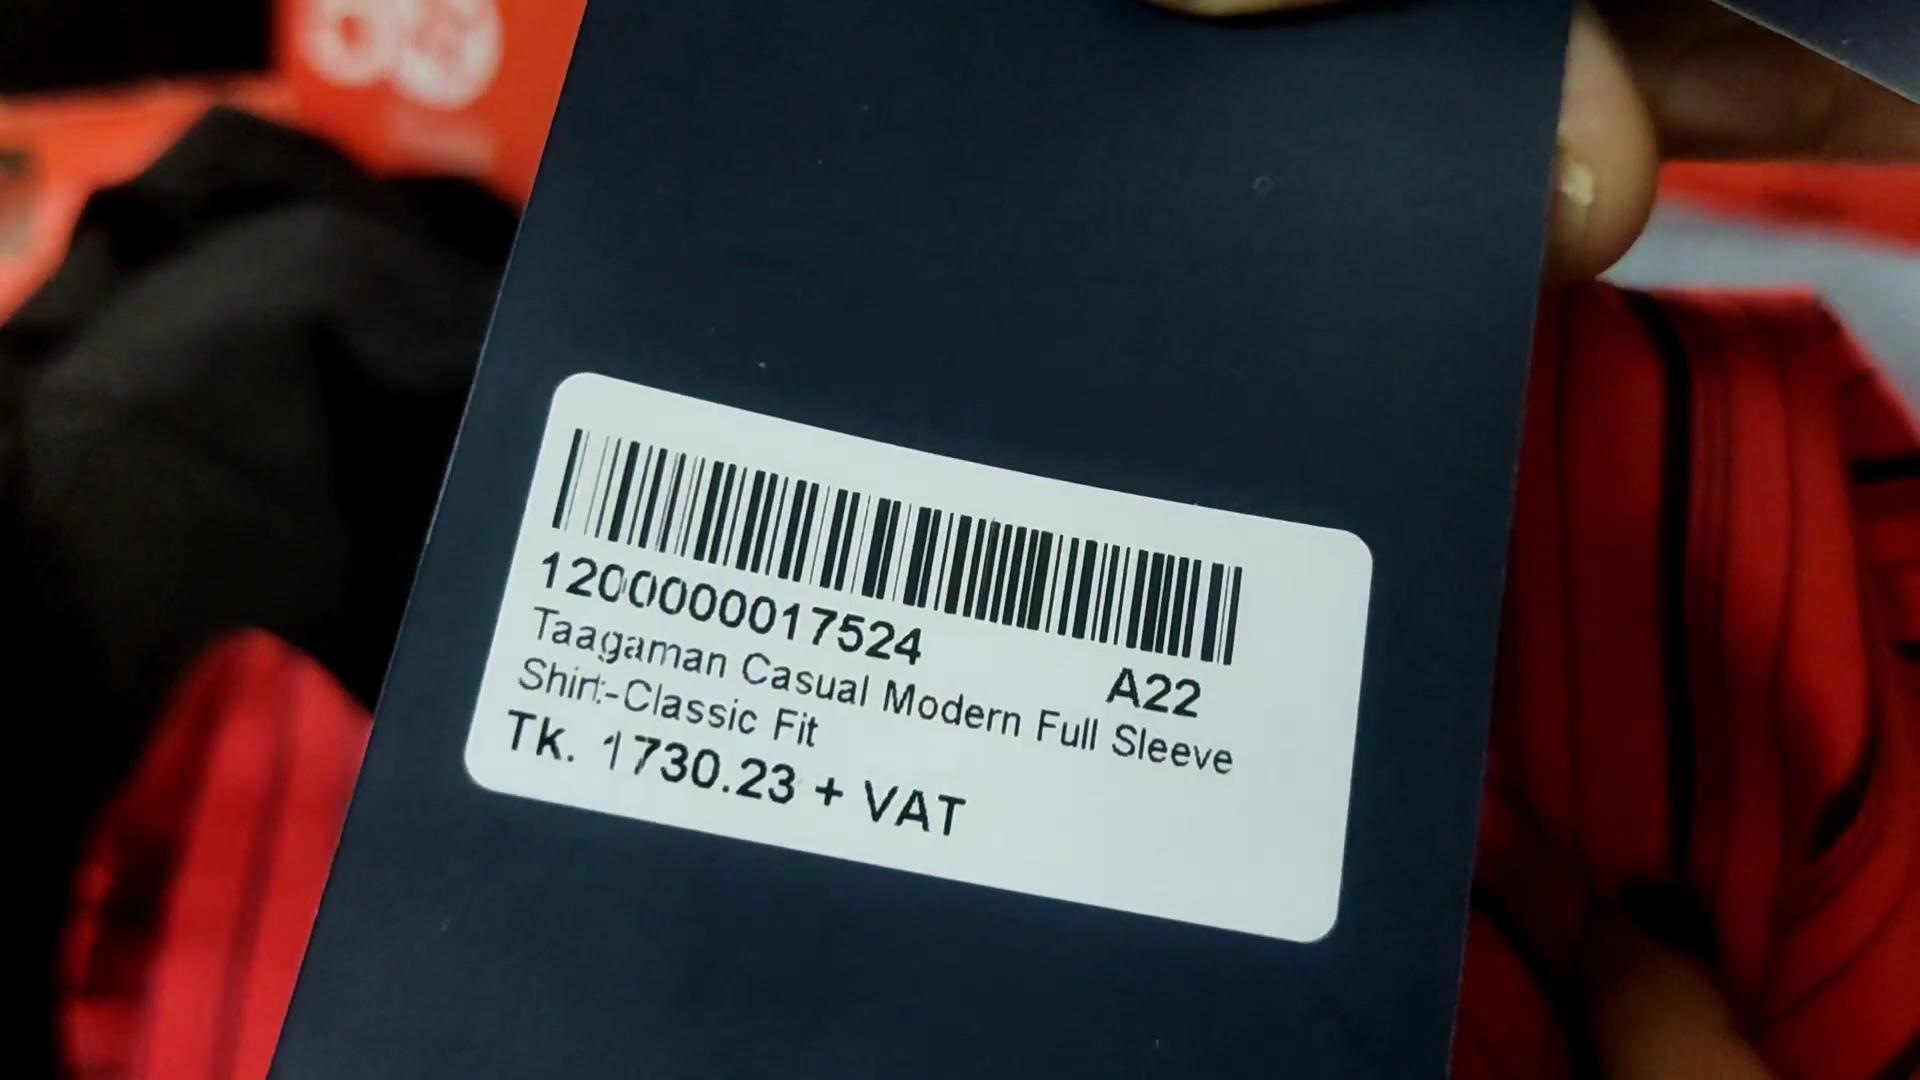 1200000017524
A22
Taagaman Casual Modern Full Sleeve
Shirt-Classic Fit
Tk. 1730.23 + VAT